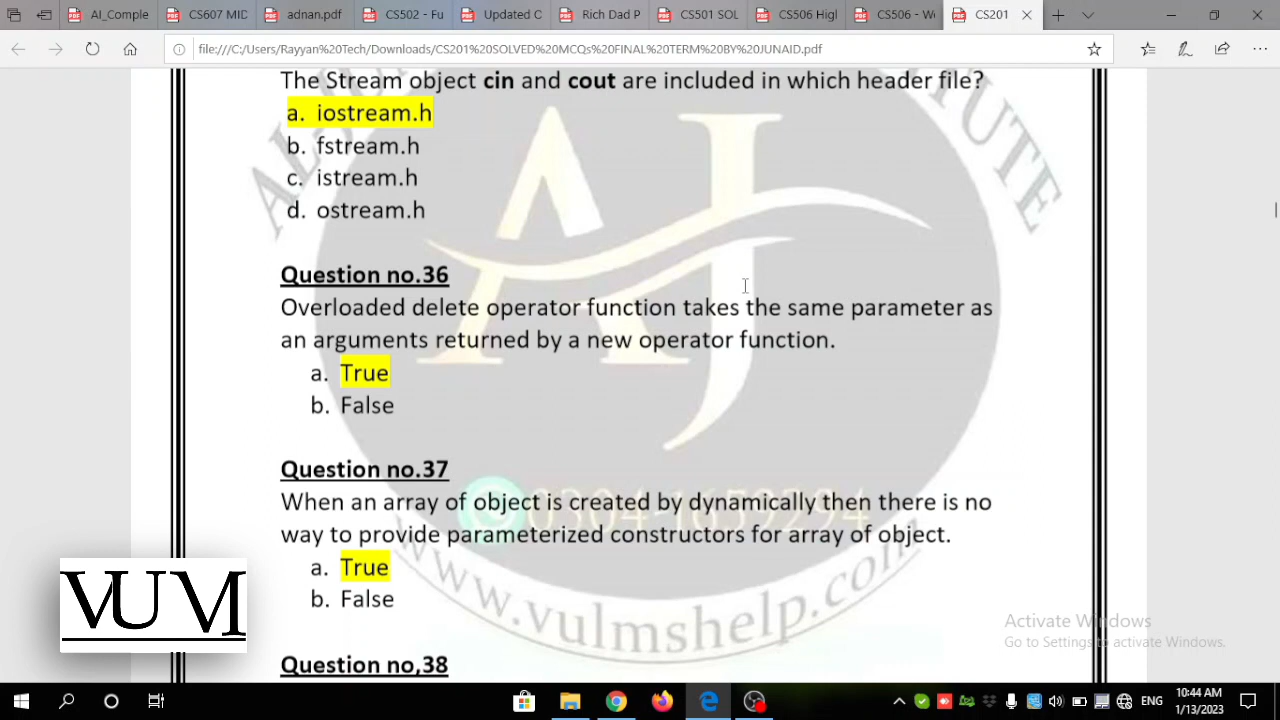 AI_Comple
CS607 MID
adnan.pdf
CS502 - Fu
Updated C
Rich Dad P
CS501 SOL
CS506 Higl
CS506 - We
CS201
file:///C:/Users/Rayyan%20Tech/Downloads/CS201%20SOLVED%20MCQs%20FINAL%20TERM%20BY%20JUNAID.pdf
The Stream object cin and cout are included in which header file?
a. iostream.h
b. fstream.h
c. istream.h
d. ostream.h
Question no.36
Overloaded delete operator function takes the same parameter as
an arguments returned by a new operator function.
a. True
b. False
Question no.37
When an array of object is created by dynamically then there is no
way to provide parameterized constructors for array of object.
a. True
b. False
Question no,38
AJ
0304-1659294
www.vulmshelp.com
VUM
Activate Windows
Go to Settings to activate Windows.
ENG
10:44 AM
1/13/2023